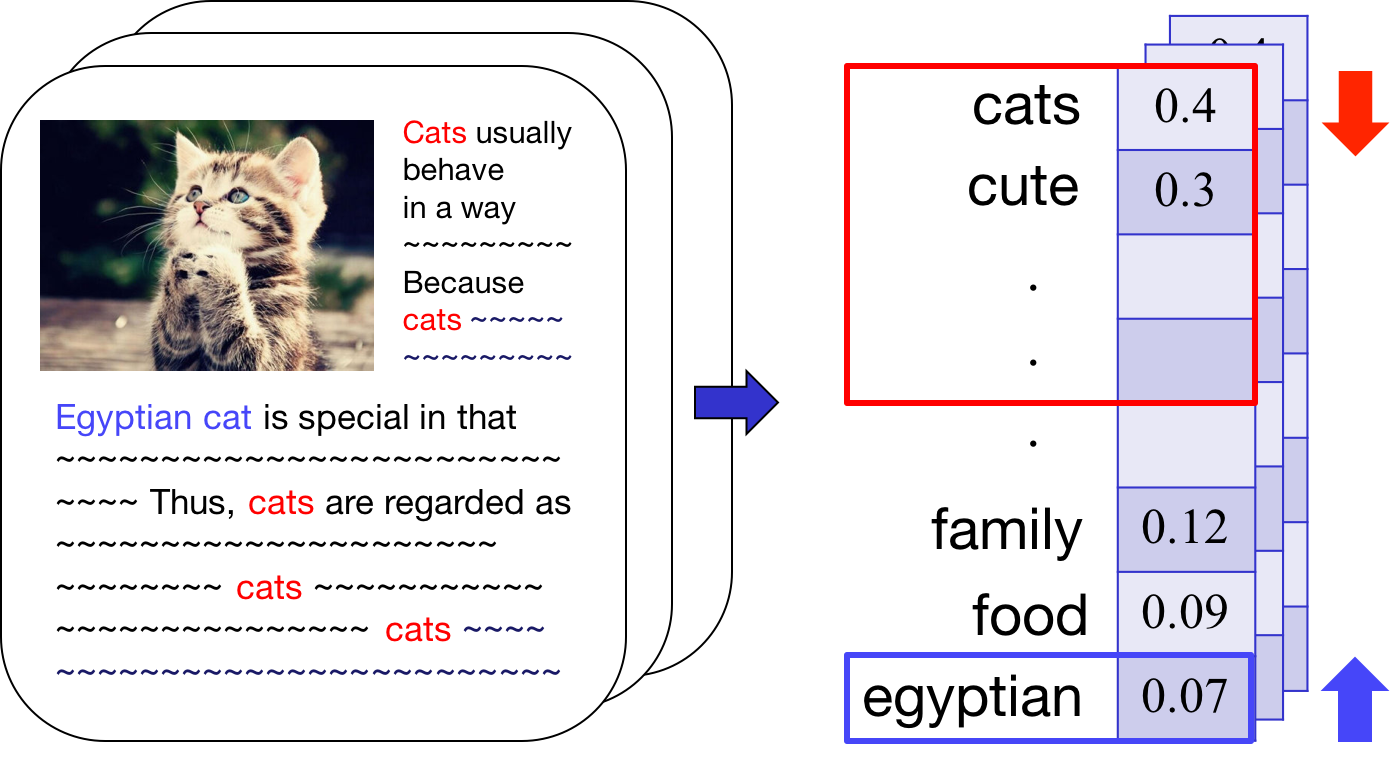 Cats usually
behave
in a way
~~~~~~~~~
Because
cats ~~~~~
~~~~~~~~~
Egyptian cat is special in that
~~~~~~~~~~~~~~~~~~~~~~~~
~~~~ Thus, cats are regarded as
~~~~~~~~~~~~~~~~~~~~~
~~~~~~~~ cats ~~~~~~~~~~~
~~~~~~~~~~~~~~~ cats ~~~~
~~~~~~~~~~~~~~~~~~~~~~~~
cats 0.4
cute 0.3
.
.
.
family 0.12
food 0.09
egyptian 0.07